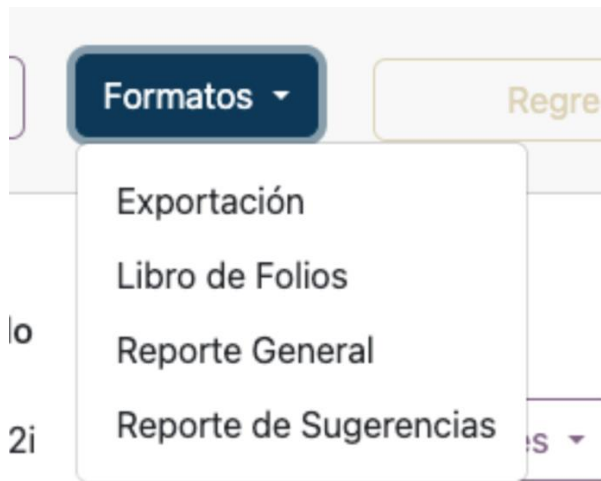 Formatos
Regre
Exportación
Libro de Folios
lo
Reporte General
Reporte de Sugerencias
2i
es